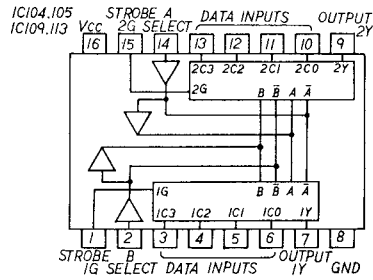 IC104.105 STROBE A DATA INPUTS OUTPUT
IC109.113 Vcc 2G SELECT 2Y
16 15 14 13 12 11 10 9
2C3 2C2 2C1 2C0 2Y
2G
B B̅ A A̅
B B̅ A A̅
1G
1C3 1C2 1C1 1C0 1Y
1 2 3 4 5 6 7 8
STROBE B DATA INPUTS OUTPUT GND
1G SELECT 1Y